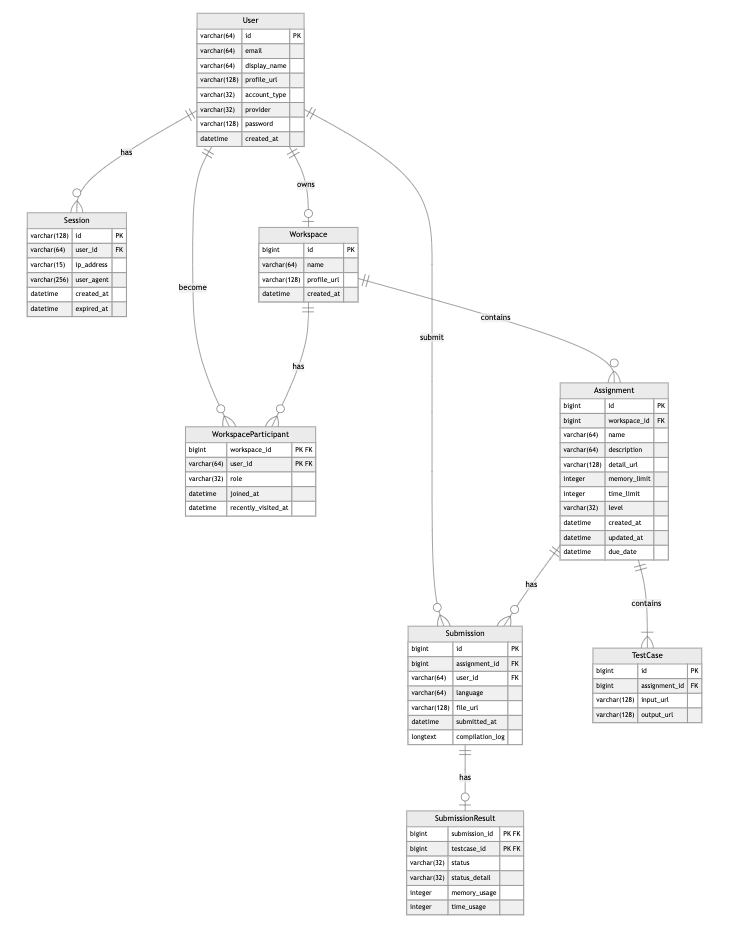 User
varchar(64) id PK
varchar(64) email
varchar(64) display_name
varchar(128) profile_url
varchar(32) account_type
varchar(32) provider
varchar(128) password
datetime created_at
has
owns
Session
varchar(128) id PK
varchar(64) user_id FK
varchar(15) ip_address
varchar(256) user_agent
datetime created_at
datetime expired_at
Workspace
bigint id PK
varchar(64) name
varchar(128) profile_url
datetime created_at
become
contains
submit
has
WorkspaceParticipant
bigint workspace_id PK FK
varchar(64) user_id PK FK
varchar(32) role
datetime joined_at
datetime recently_visited_at
Assignment
bigint id PK
bigint workspace_id FK
varchar(64) name
varchar(64) description
varchar(128) detail_url
integer memory_limit
integer time_limit
varchar(32) level
datetime created_at
datetime updated_at
datetime due_date
has
contains
Submission
bigint id PK
bigint assignment_id FK
varchar(64) user_id FK
varchar(64) language
varchar(128) file_url
datetime submitted_at
longtext compilation_log
TestCase
bigint id PK
bigint assignment_id FK
varchar(128) input_url
varchar(128) output_url
has
SubmissionResult
bigint submission_id PK FK
bigint testcase_id PK FK
varchar(32) status
varchar(32) status_detail
integer memory_usage
integer time_usage